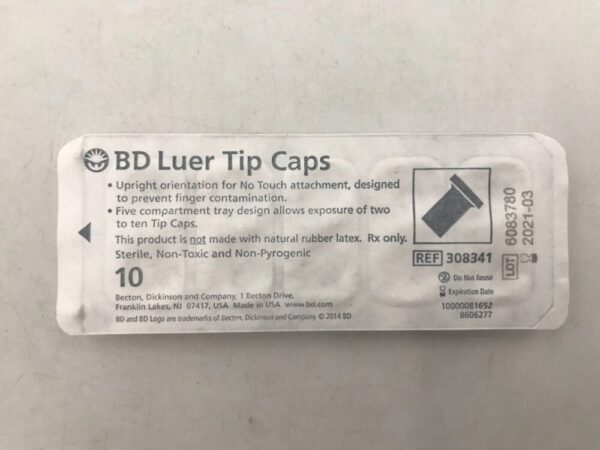 BD Luer Tip Caps
• Upright orientation for No Touch attachment, designed
to prevent finger contamination.
• Five compartment tray design allows exposure of two
to ten Tip Caps.
This product is not made with natural rubber latex. Rx only.
Sterile, Non-Toxic and Non-Pyrogenic
10
Becton, Dickinson and Company, 1 Becton Drive,
Franklin Lakes, NJ 07417, USA Made in USA www.bd.com
BD and BD Logo are trademarks of Becton, Dickinson and Company © 2014 BD
REF 308341
2 Do Not Reuse
Expiration Date
10000081652
8606277
LOT 6083780
2021-03